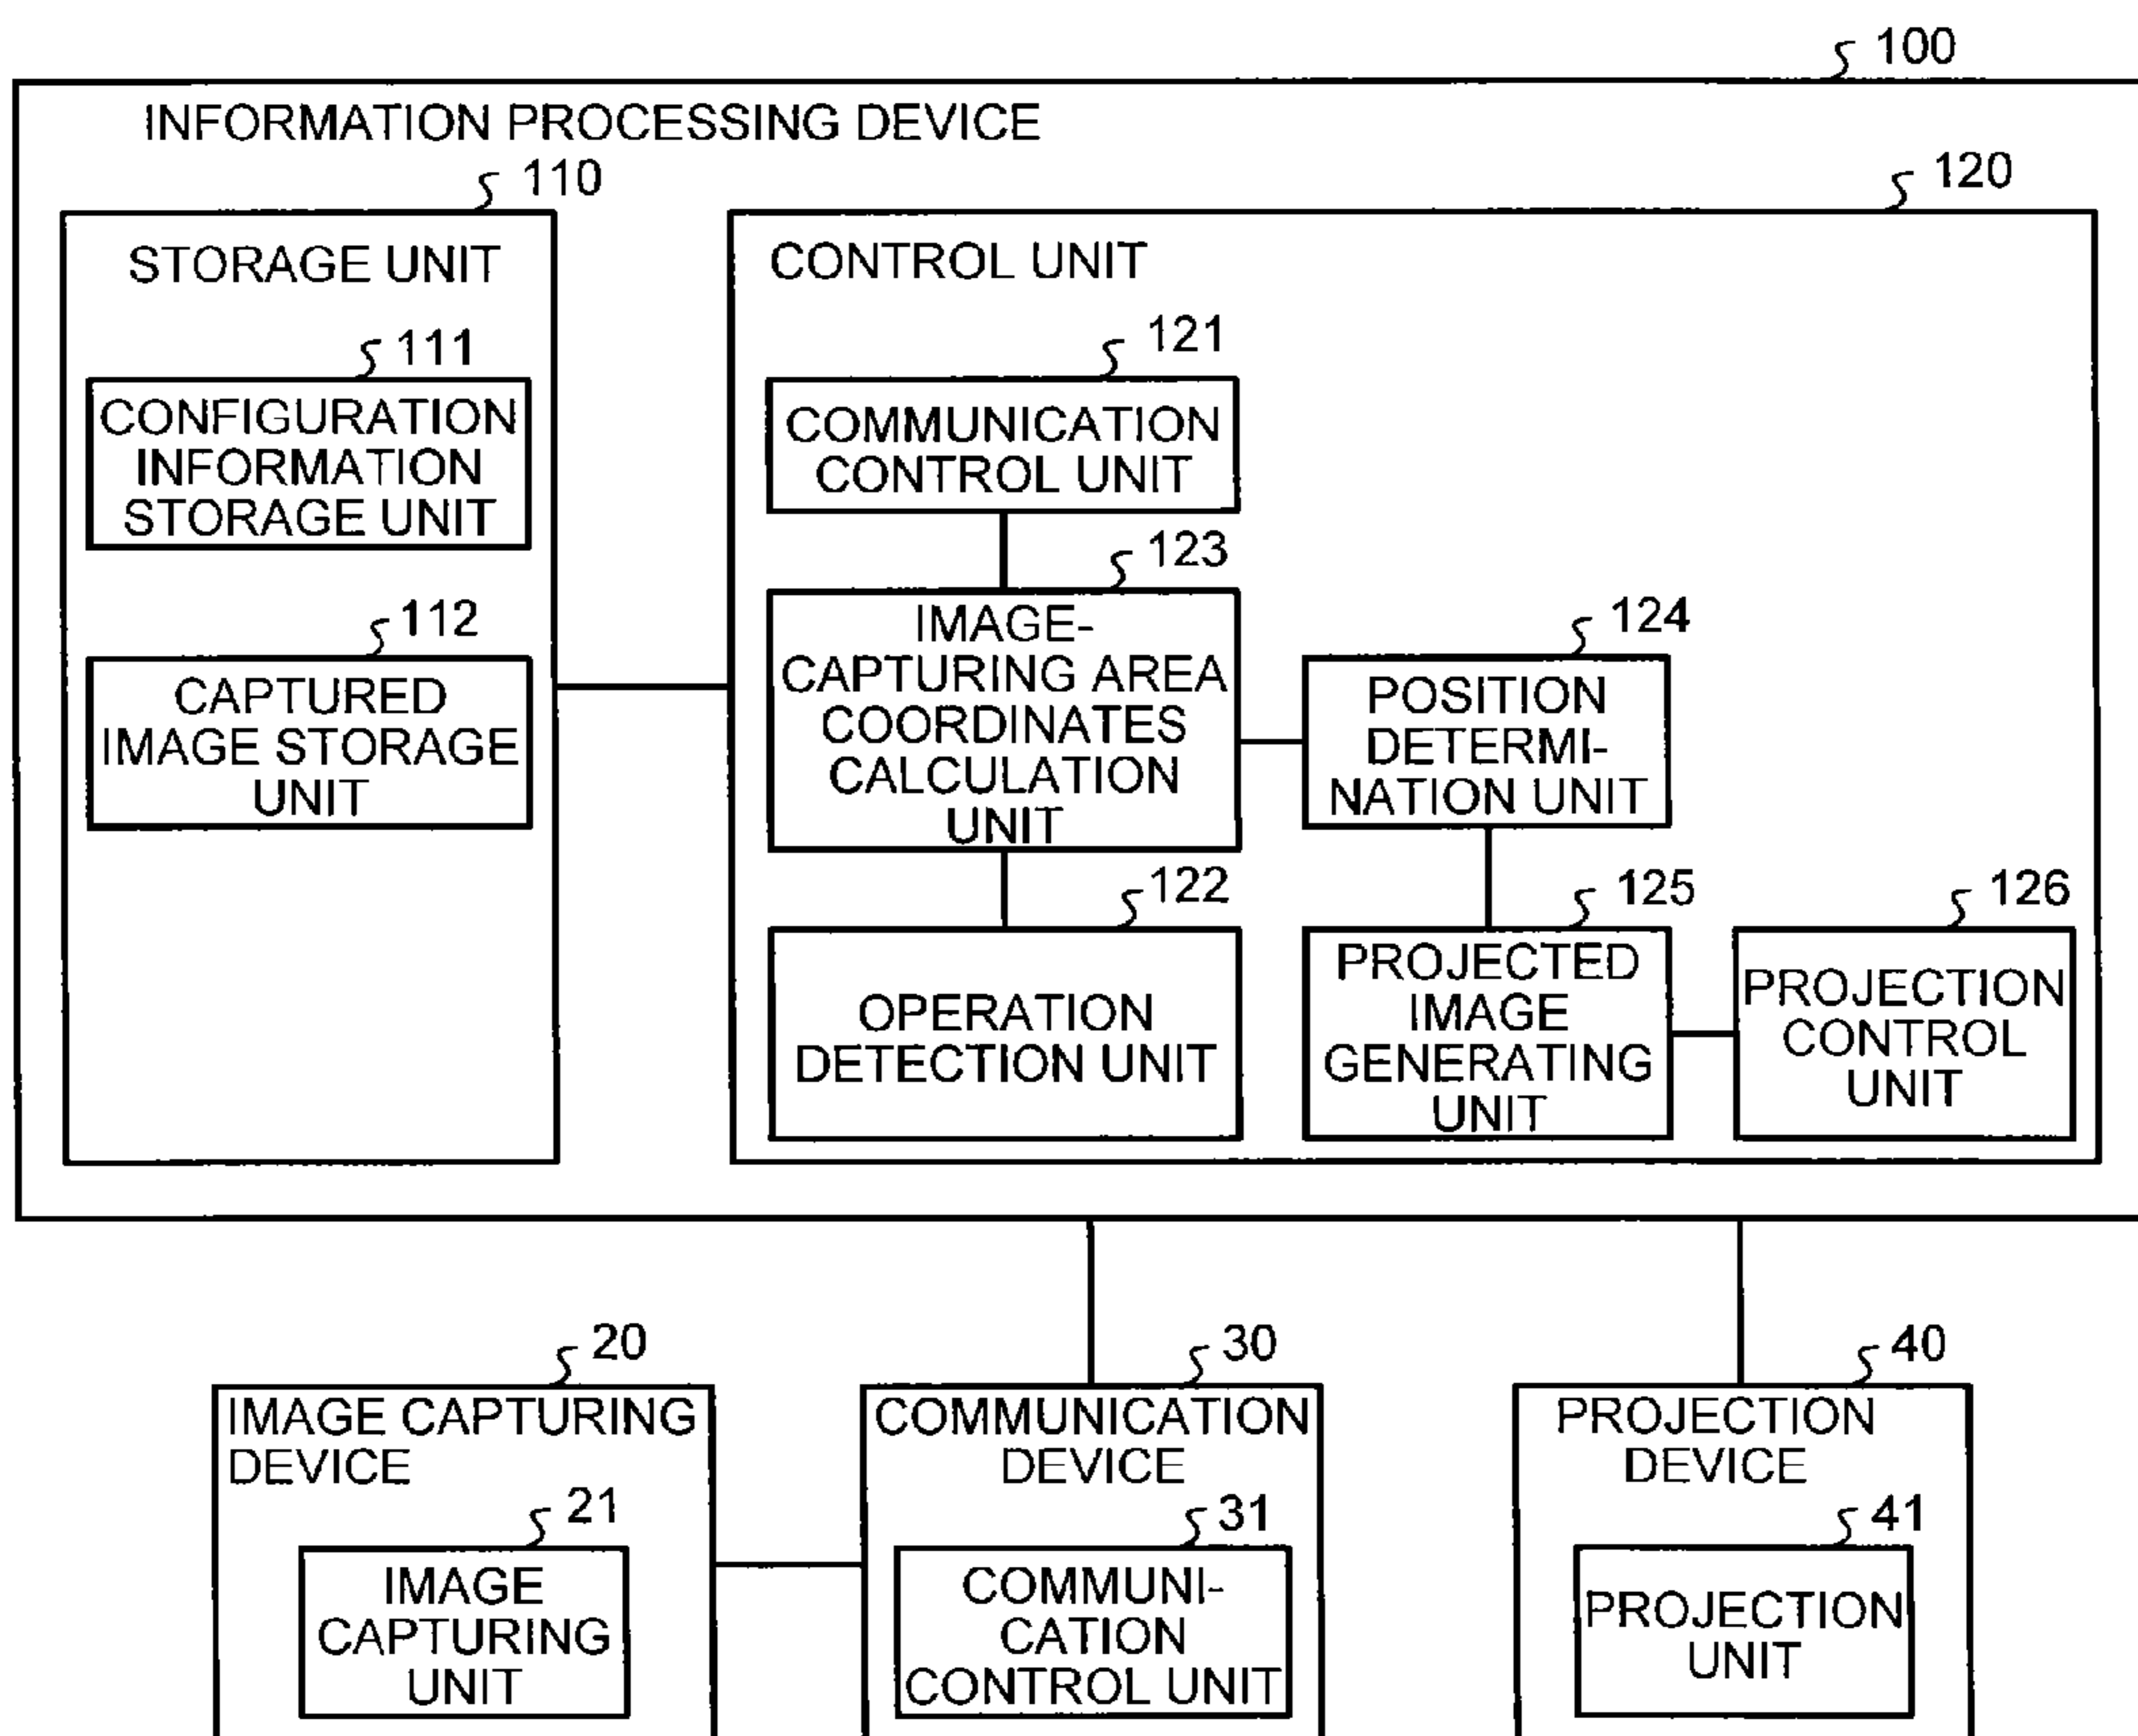 100
INFORMATION PROCESSING DEVICE
110
120
STORAGE UNIT
CONTROL UNIT
111
CONFIGURATION
INFORMATION
STORAGE UNIT
112
CAPTURED
IMAGE STORAGE
UNIT
121
COMMUNICATION
CONTROL UNIT
123
IMAGE-
CAPTURING AREA
COORDINATES
CALCULATION
UNIT
124
POSITION
DETERMI-
NATION UNIT
122
OPERATION
DETECTION UNIT
125
PROJECTED
IMAGE
GENERATING
UNIT
126
PROJECTION
CONTROL
UNIT
20
IMAGE CAPTURING
DEVICE
21
IMAGE
CAPTURING
UNIT
30
COMMUNICATION
DEVICE
31
COMMUNI-
CATION
CONTROL UNIT
40
PROJECTION
DEVICE
41
PROJECTION
UNIT